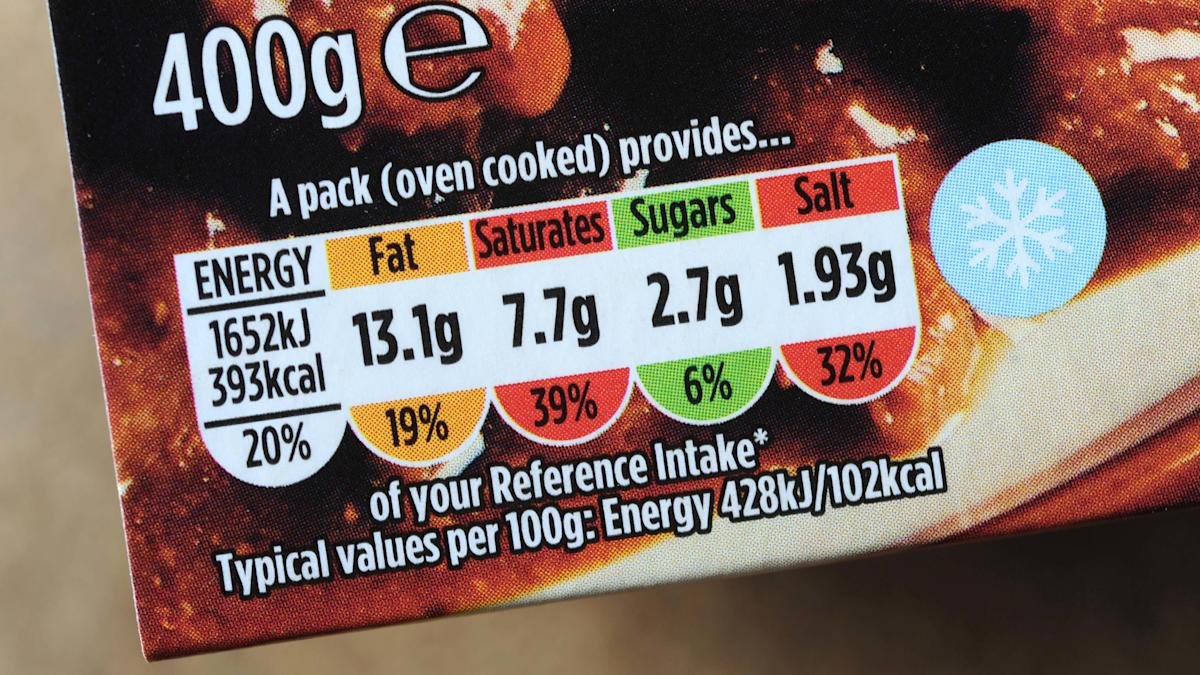 400g ℮
A pack (oven cooked) provides...
ENERGY Fat Saturates Sugars Salt
1652kJ 13.1g 7.7g 2.7g 1.93g
393kcal
20% 19% 39% 6% 32%
of your Reference Intake*
Typical values per 100g: Energy 428kJ/102kcal